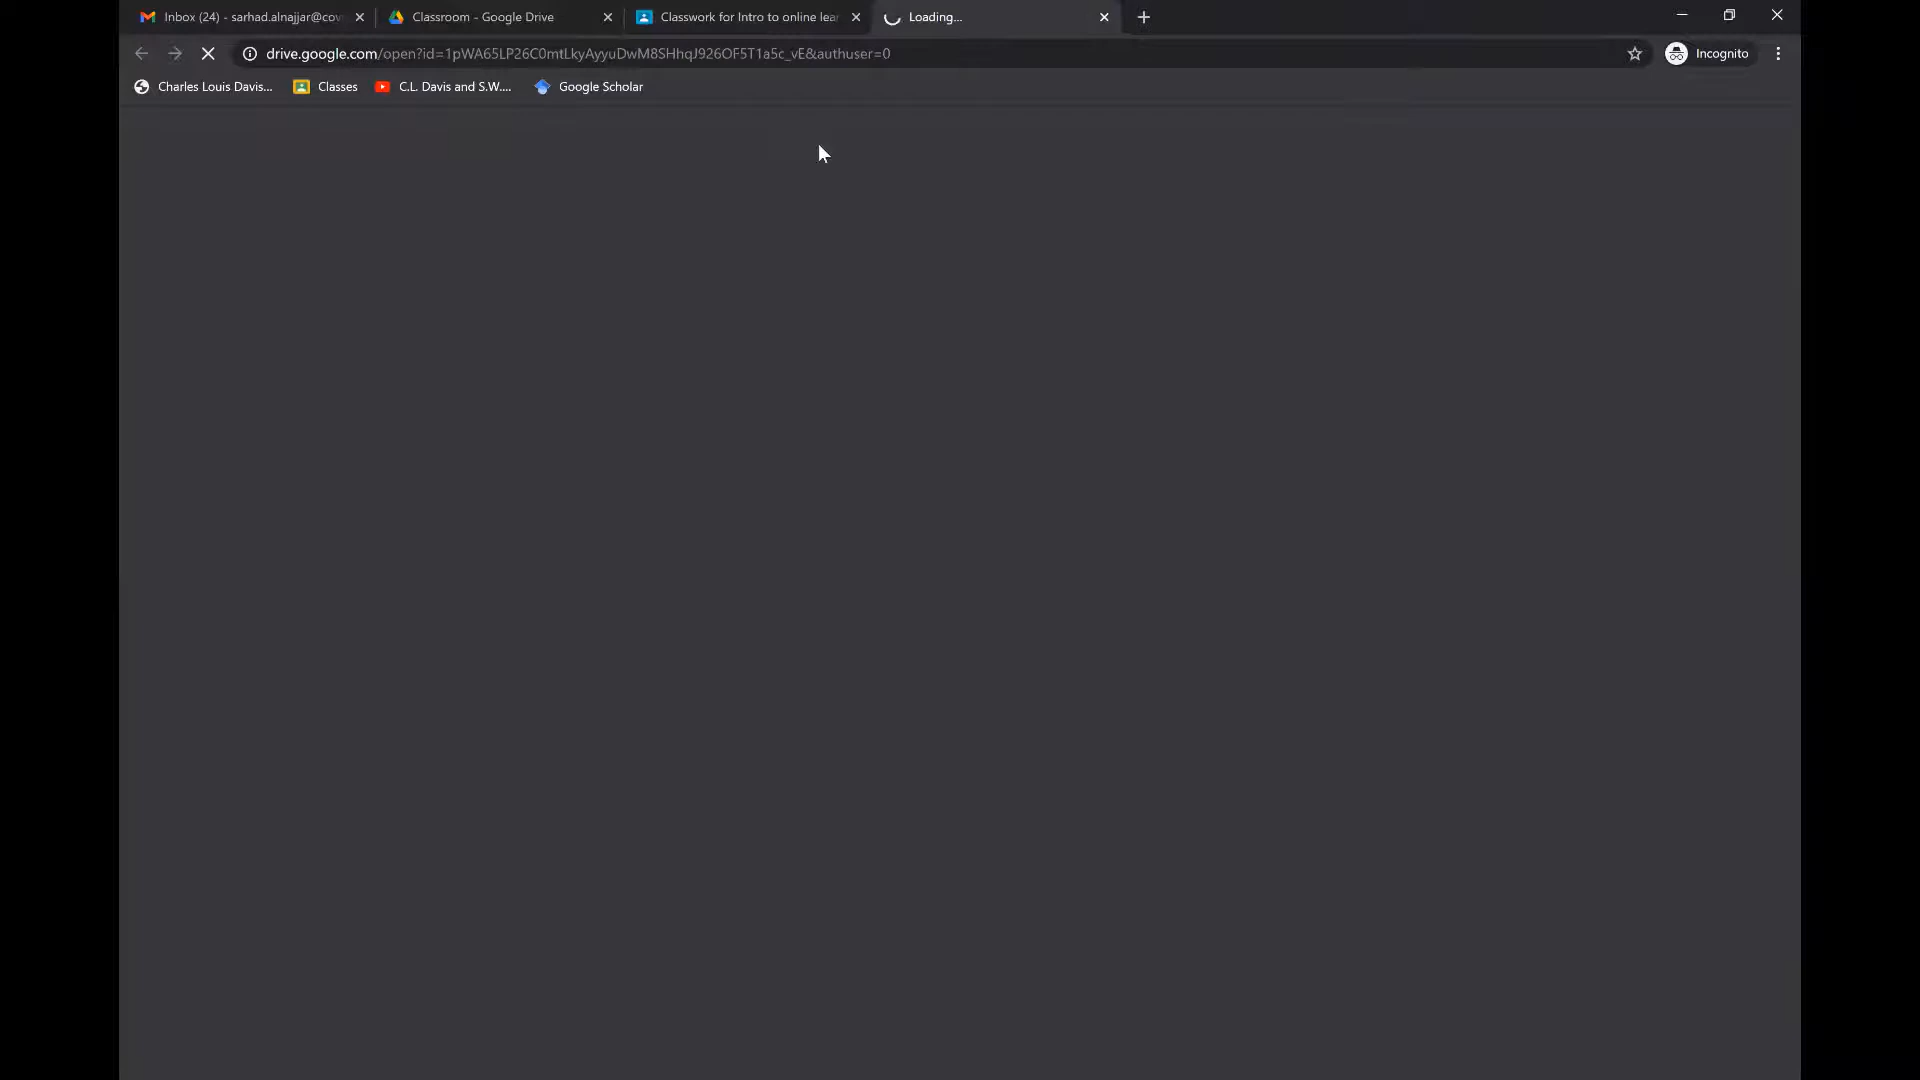 Inbox (24) - sarhad.alnajjar@cov
Classroom - Google Drive
Classwork for Intro to online lea
Loading...
drive.google.com/open?id=1pWA65LP26C0mtLkyAyyuDwM8SHhqJ926OF5T1a5c_vE&authuser=0
Incognito
Charles Louis Davis...
Classes
C.L. Davis and S.W....
Google Scholar